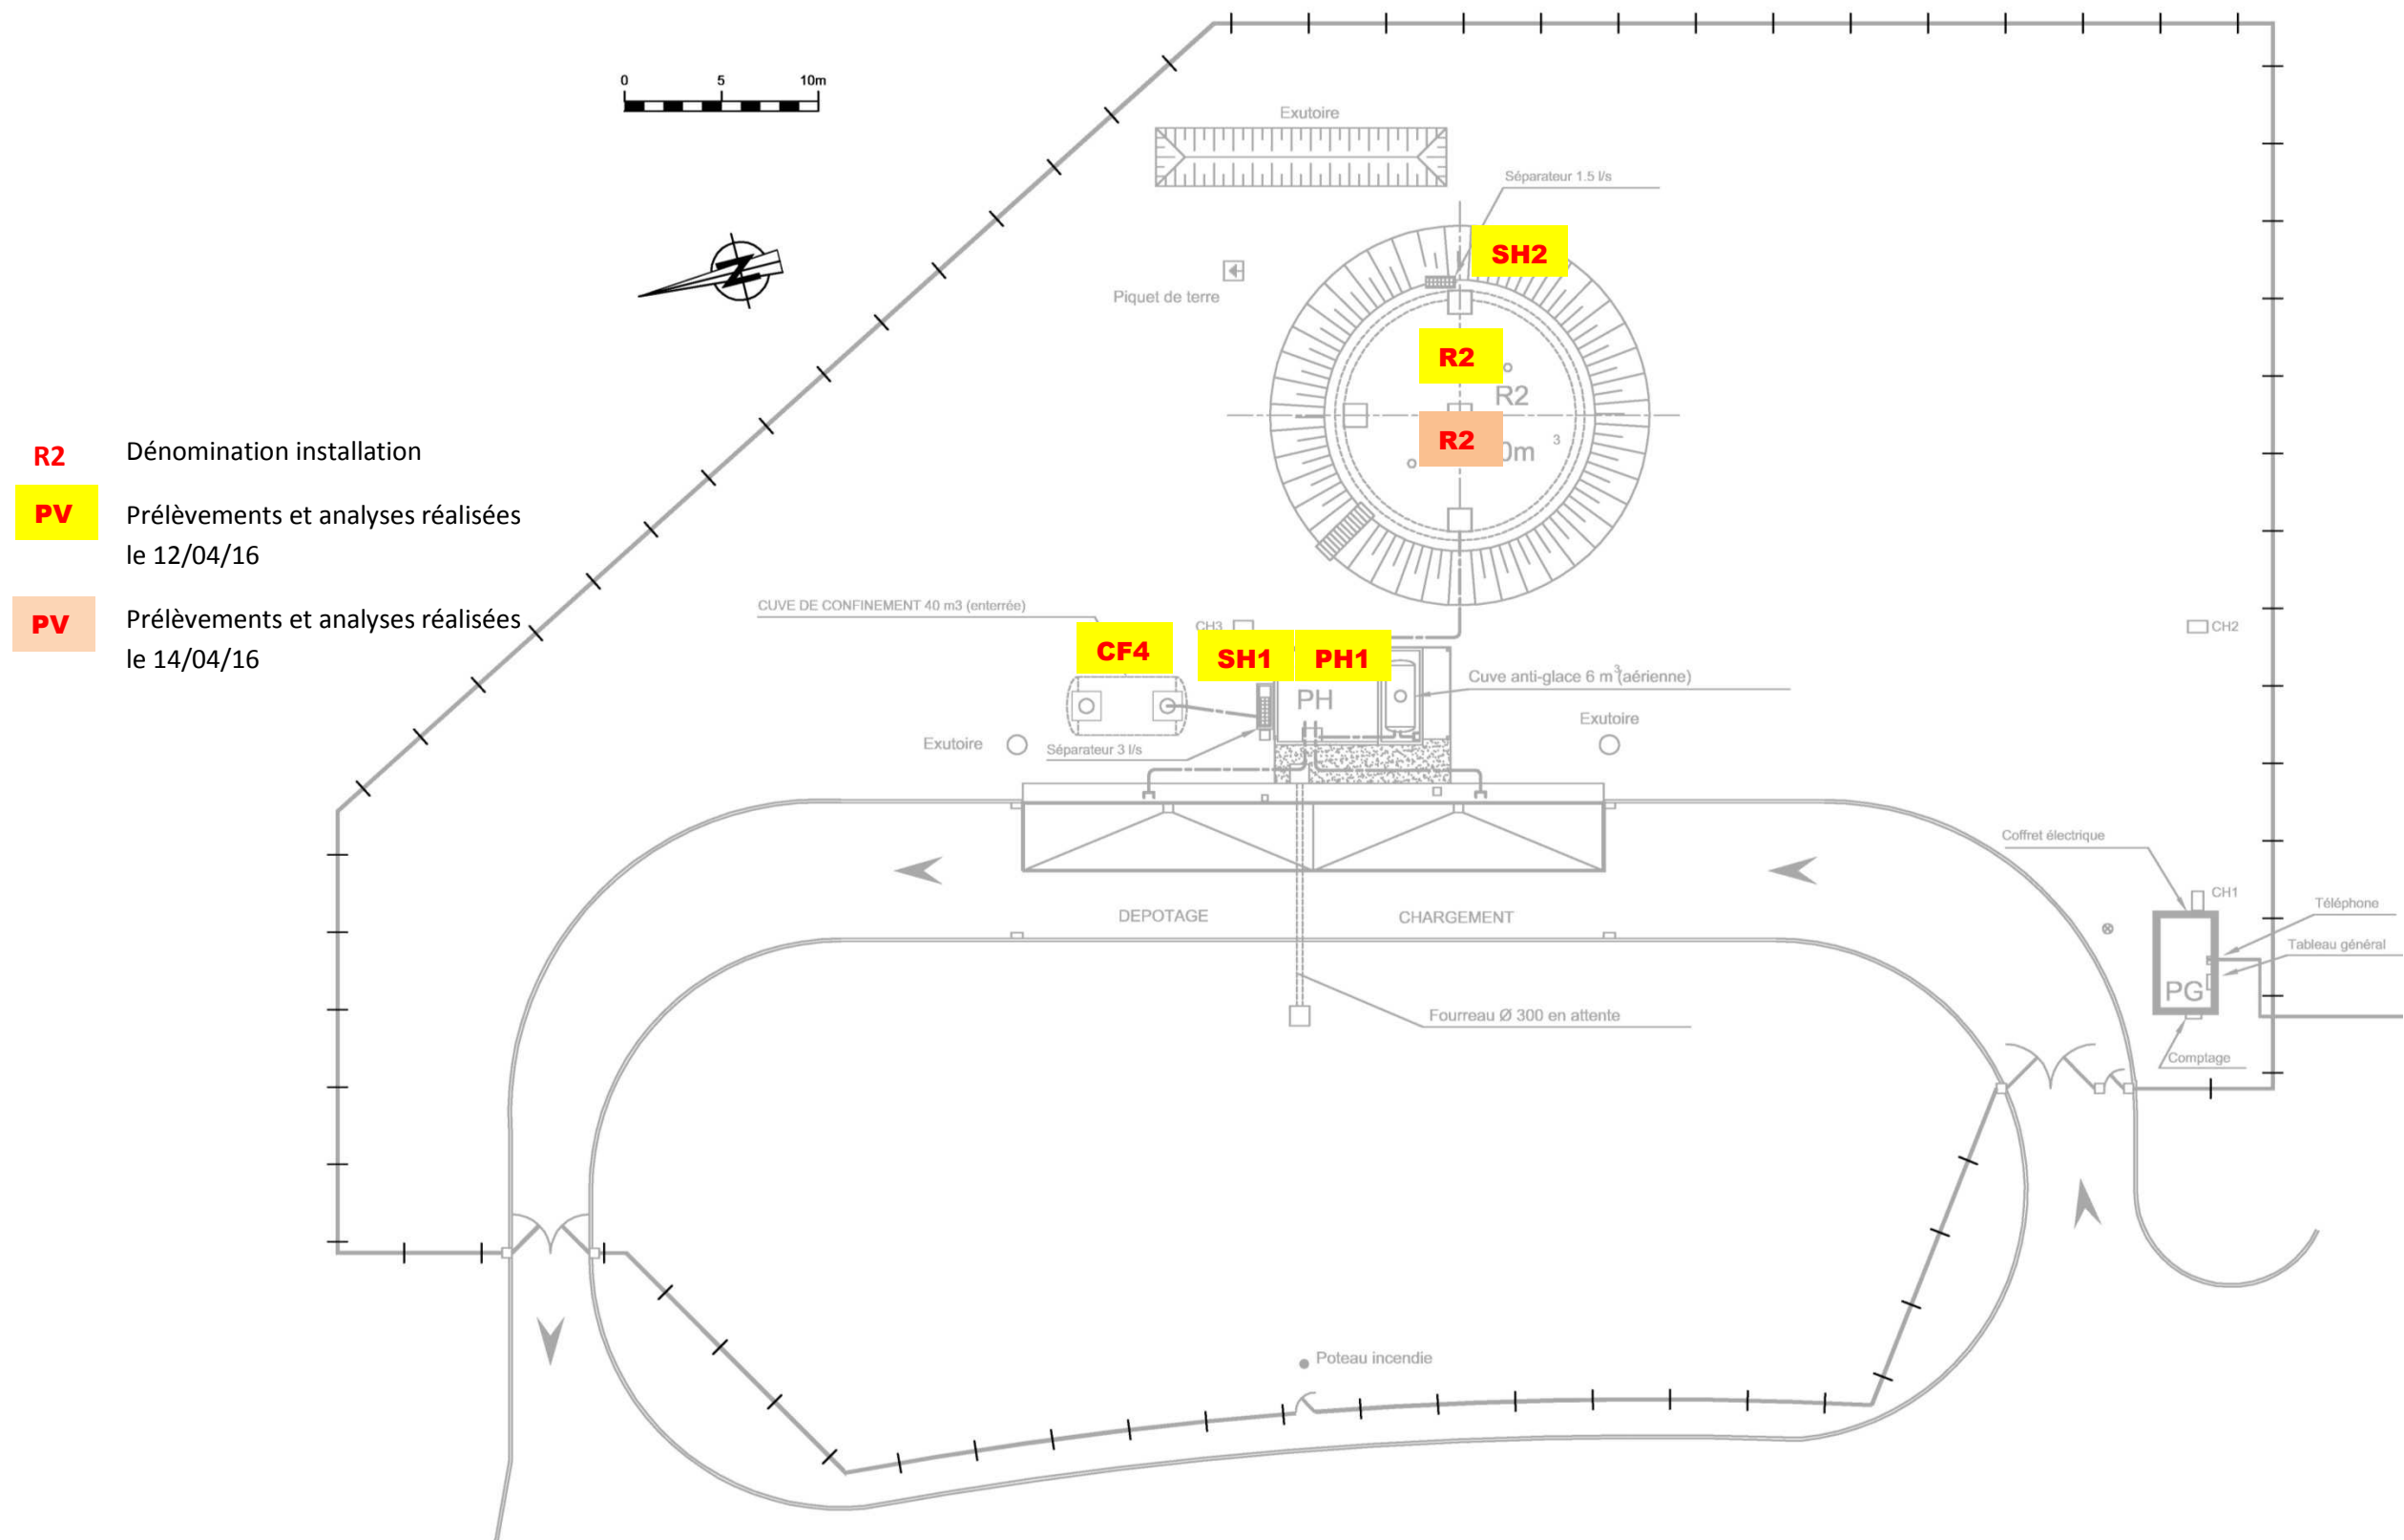 0 5 10m
Exutoire
Séparateur 1.5 l/s
SH2
Piquet de terre
R2
R2
R2
0m 3
R2 Dénomination installation
PV Prélèvements et analyses réalisées
le 12/04/16
PV Prélèvements et analyses réalisées
le 14/04/16
CUVE DE CONFINEMENT 40 m3 (enterrée)
CH3
CH2
CF4
SH1
PH1
Cuve anti-glace 6 m3 (aérienne)
PH
Exutoire
Exutoire
Séparateur 3 l/s
Coffret électrique
CH1
Téléphone
DEPOTAGE
CHARGEMENT
Tableau général
PG
Fourreau Ø 300 en attente
Comptage
Poteau incendie